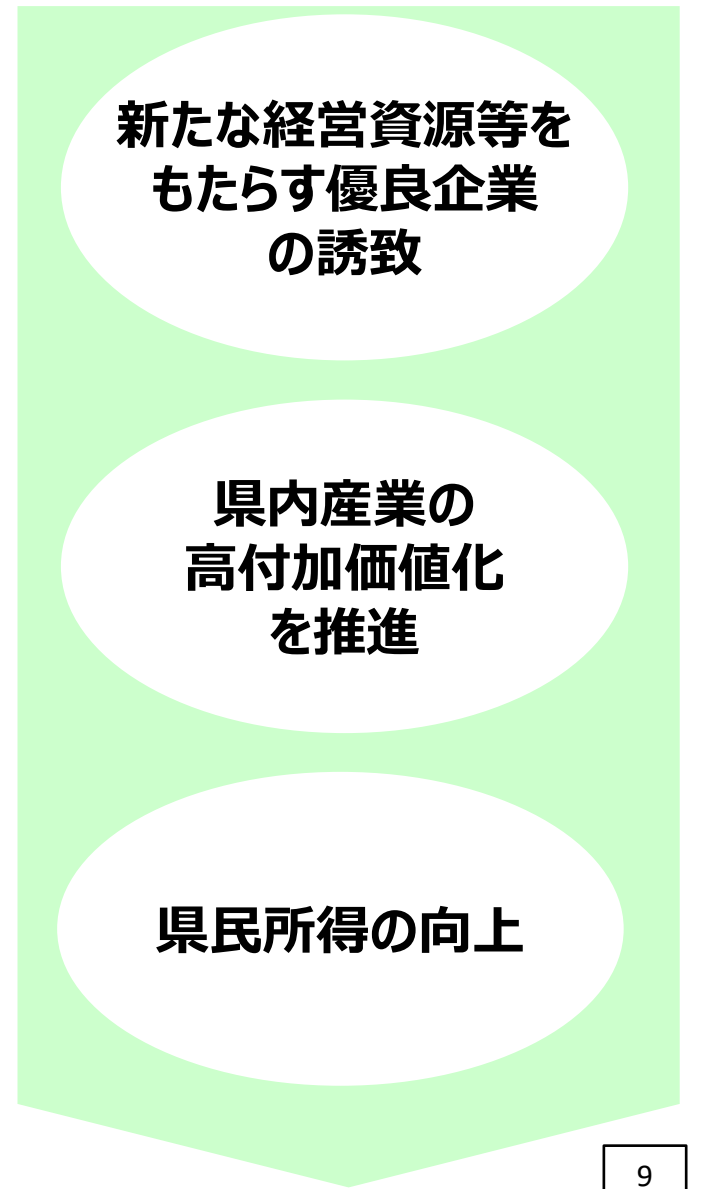 新たな経営資源等を
もたらす優良企業
の誘致
県内産業の
高付加価値化
を推進
県民所得の向上
9